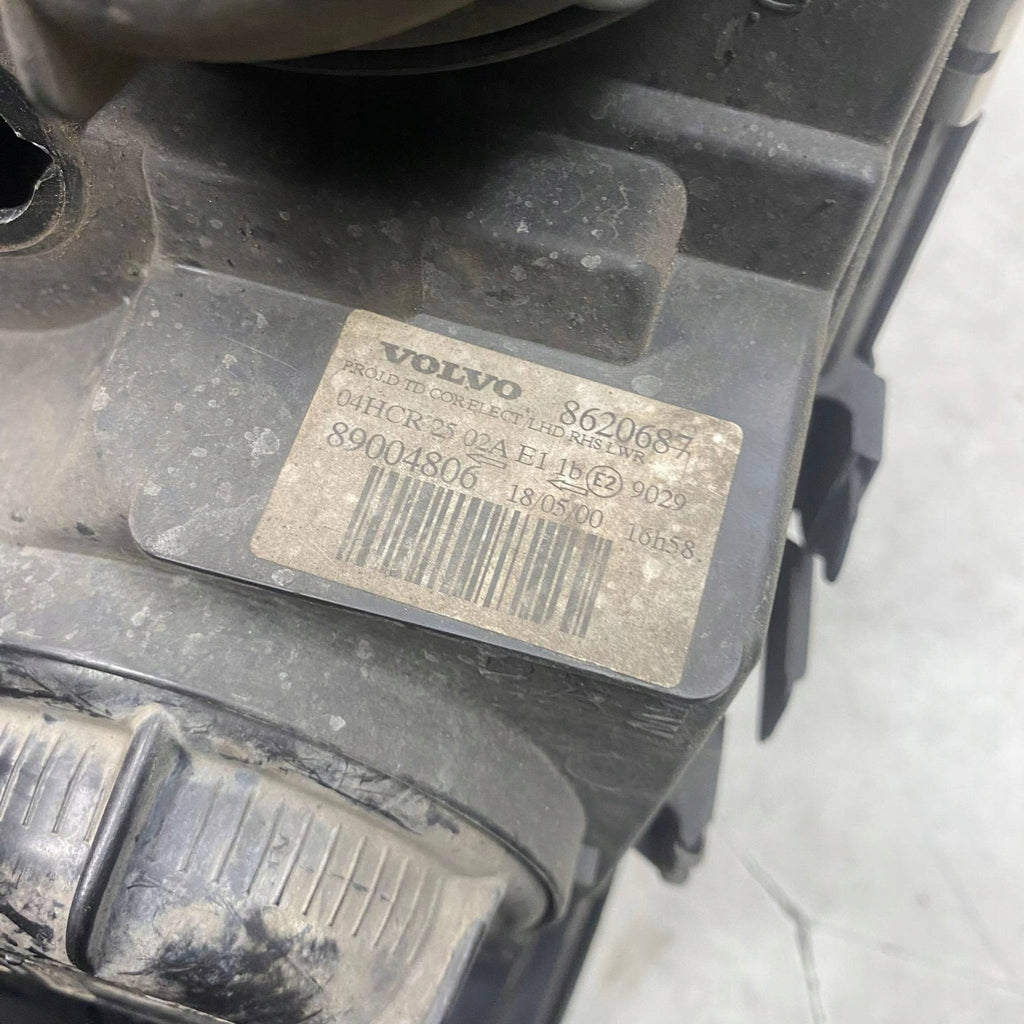 VOLVO 8620687
PROJ.D TD COR.ELECT./LHD RHS LWR
04HCR 25 02A E1 1b E2 9029
89004806 18/05/00 16h58